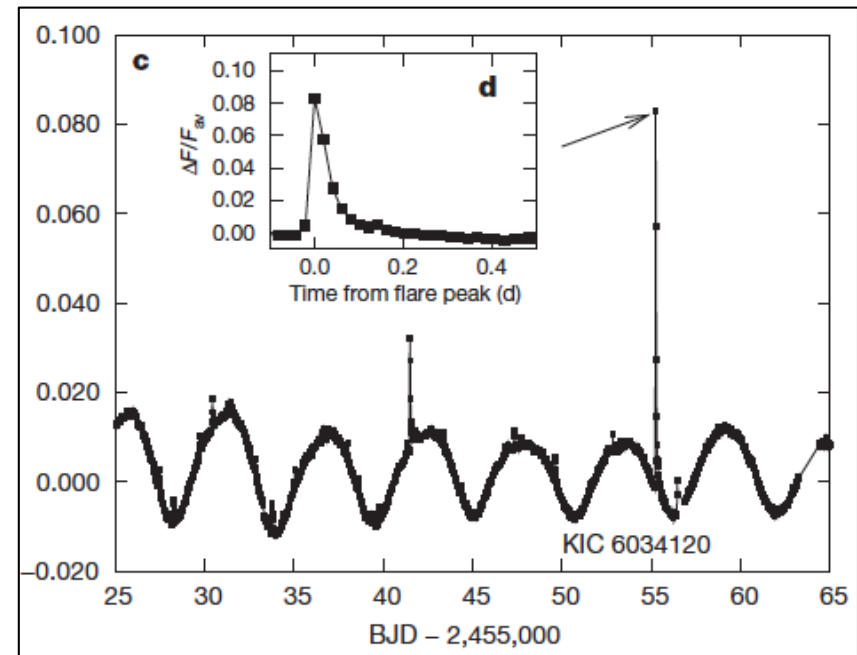 0.100
c
d
0.10
0.08
0.06
0.04
0.02
0.00
ΔF/Fav
0.0 0.2 0.4
Time from flare peak (d)
0.080
0.060
0.040
0.020
0.000
–0.020
KIC 6034120
25 30 35 40 45 50 55 60 65
BJD – 2,455,000